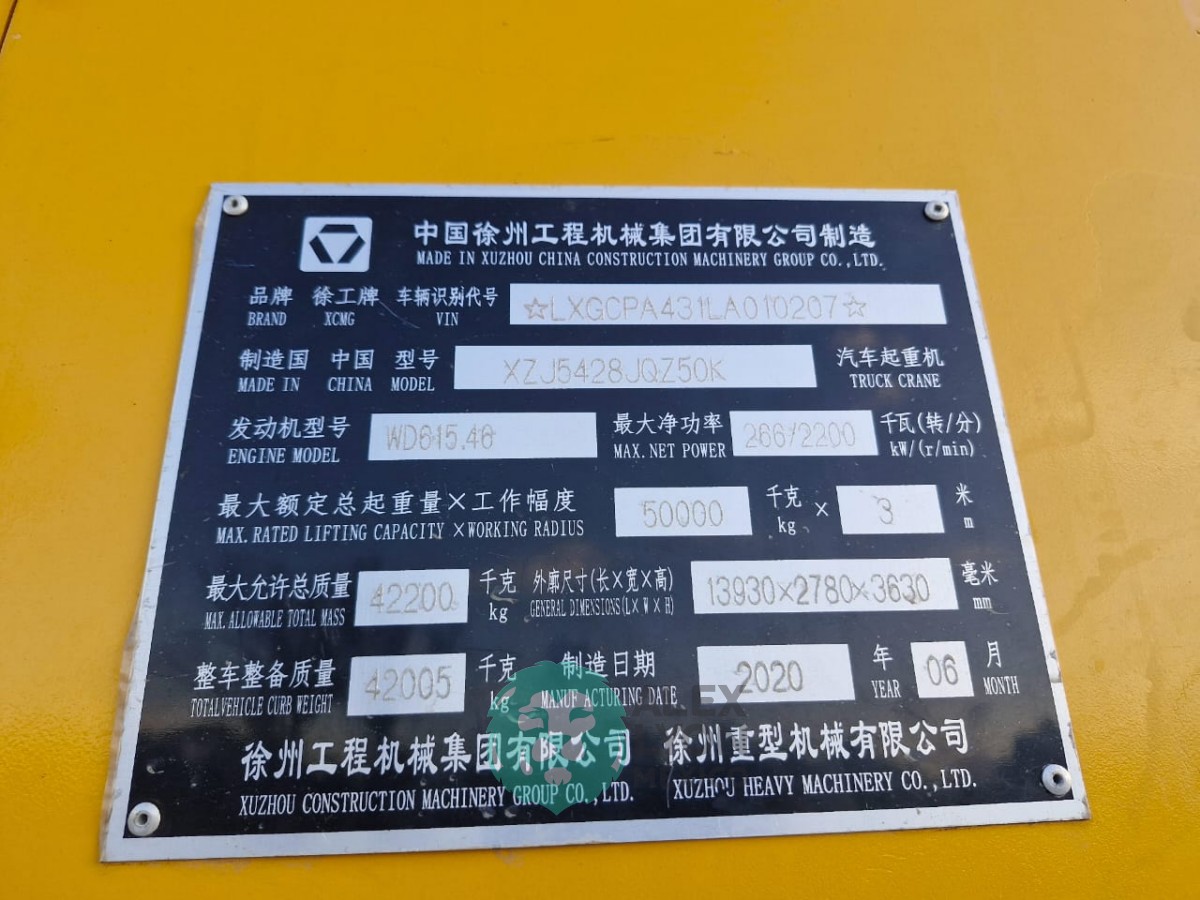 中国徐州工程机械集团有限公司制造
MADE IN XUZHOU CHINA CONSTRUCTION MACHINERY GROUP CO.,LTD.
品牌 徐工牌 车辆识别代号 ☆LXGCPA431LA010207☆
BRAND XCMG VIN
制造国 中国 型号 XZJ5428JQZ50K 汽车起重机
MADE IN CHINA MODEL TRUCK CRANE
发动机型号 WD615.46 最大净功率 266/2200 千瓦(转/分)
ENGINE MODEL MAX.NET POWER kW/(r/min)
最大额定总起重量×工作幅度 50000 千克 × 3 米
MAX.RATED LIFTING CAPACITY ×WORKING RADIUS kg m
最大允许总质量 42200 千克 外廓尺寸(长×宽×高) 13930×2780×3630 毫米
MAX.ALLOWABLE TOTAL MASS kg GENERAL DIMENSIONS(L×W×H) mm
整车整备质量 42005 千克 制造日期 2020 年 06 月
TOTALVEHICLE CURB WEIGHT kg MANUFACTURING DATE YEAR MONTH
ALEX
徐州工程机械集团有限公司 徐州重型机械有限公司
XUZHOU CONSTRUCTION MACHINERY GROUP CO.,LTD. XUZHOU HEAVY MACHINERY CO.,LTD.